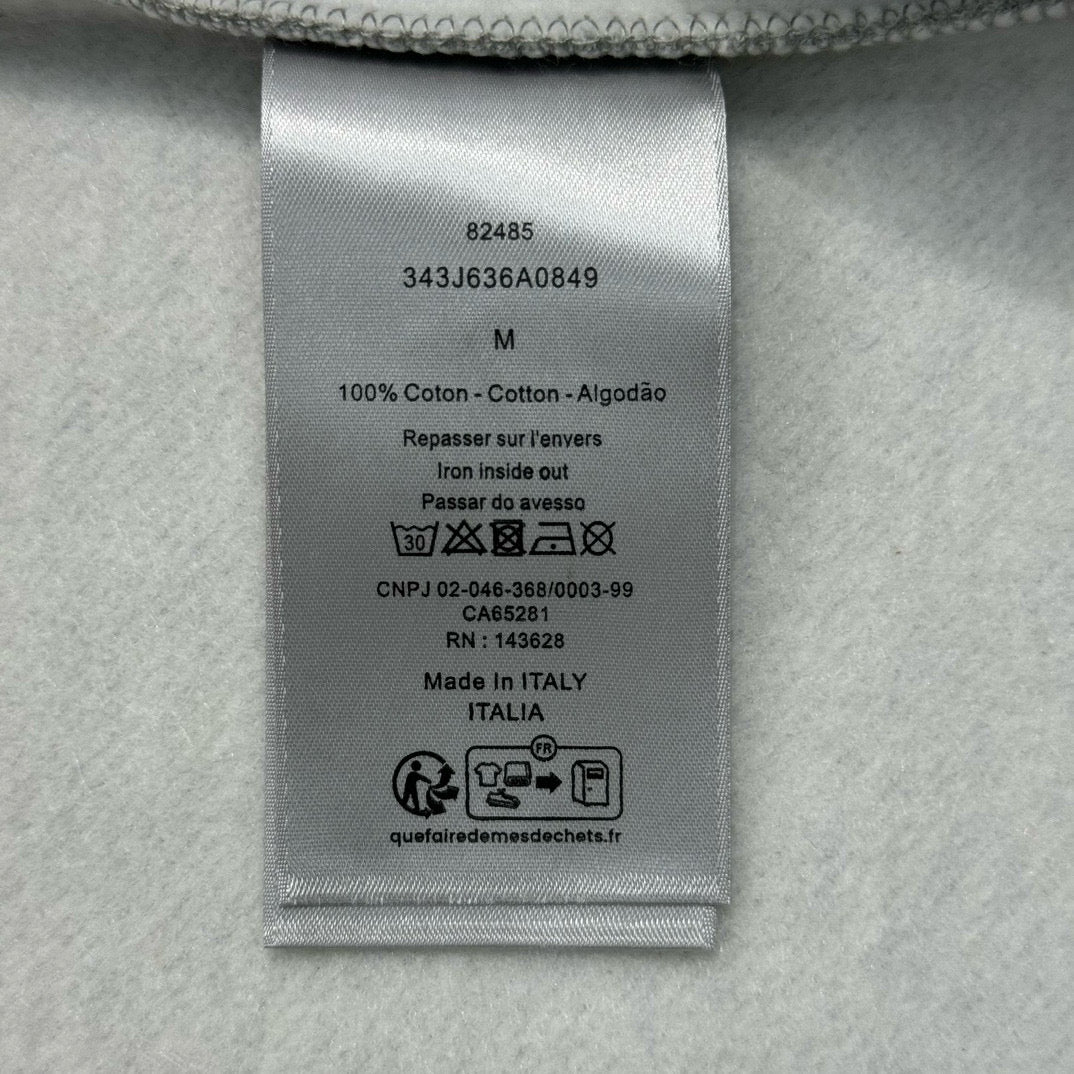 82485
343J636A0849
M
100% Coton - Cotton - Algodão
Repasser sur l'envers
Iron inside out
Passar do avesso
30
CNPJ 02-046-368/0003-99
CA65281
RN : 143628
Made In ITALY
ITALIA
FR
quefairedemesdechets.fr